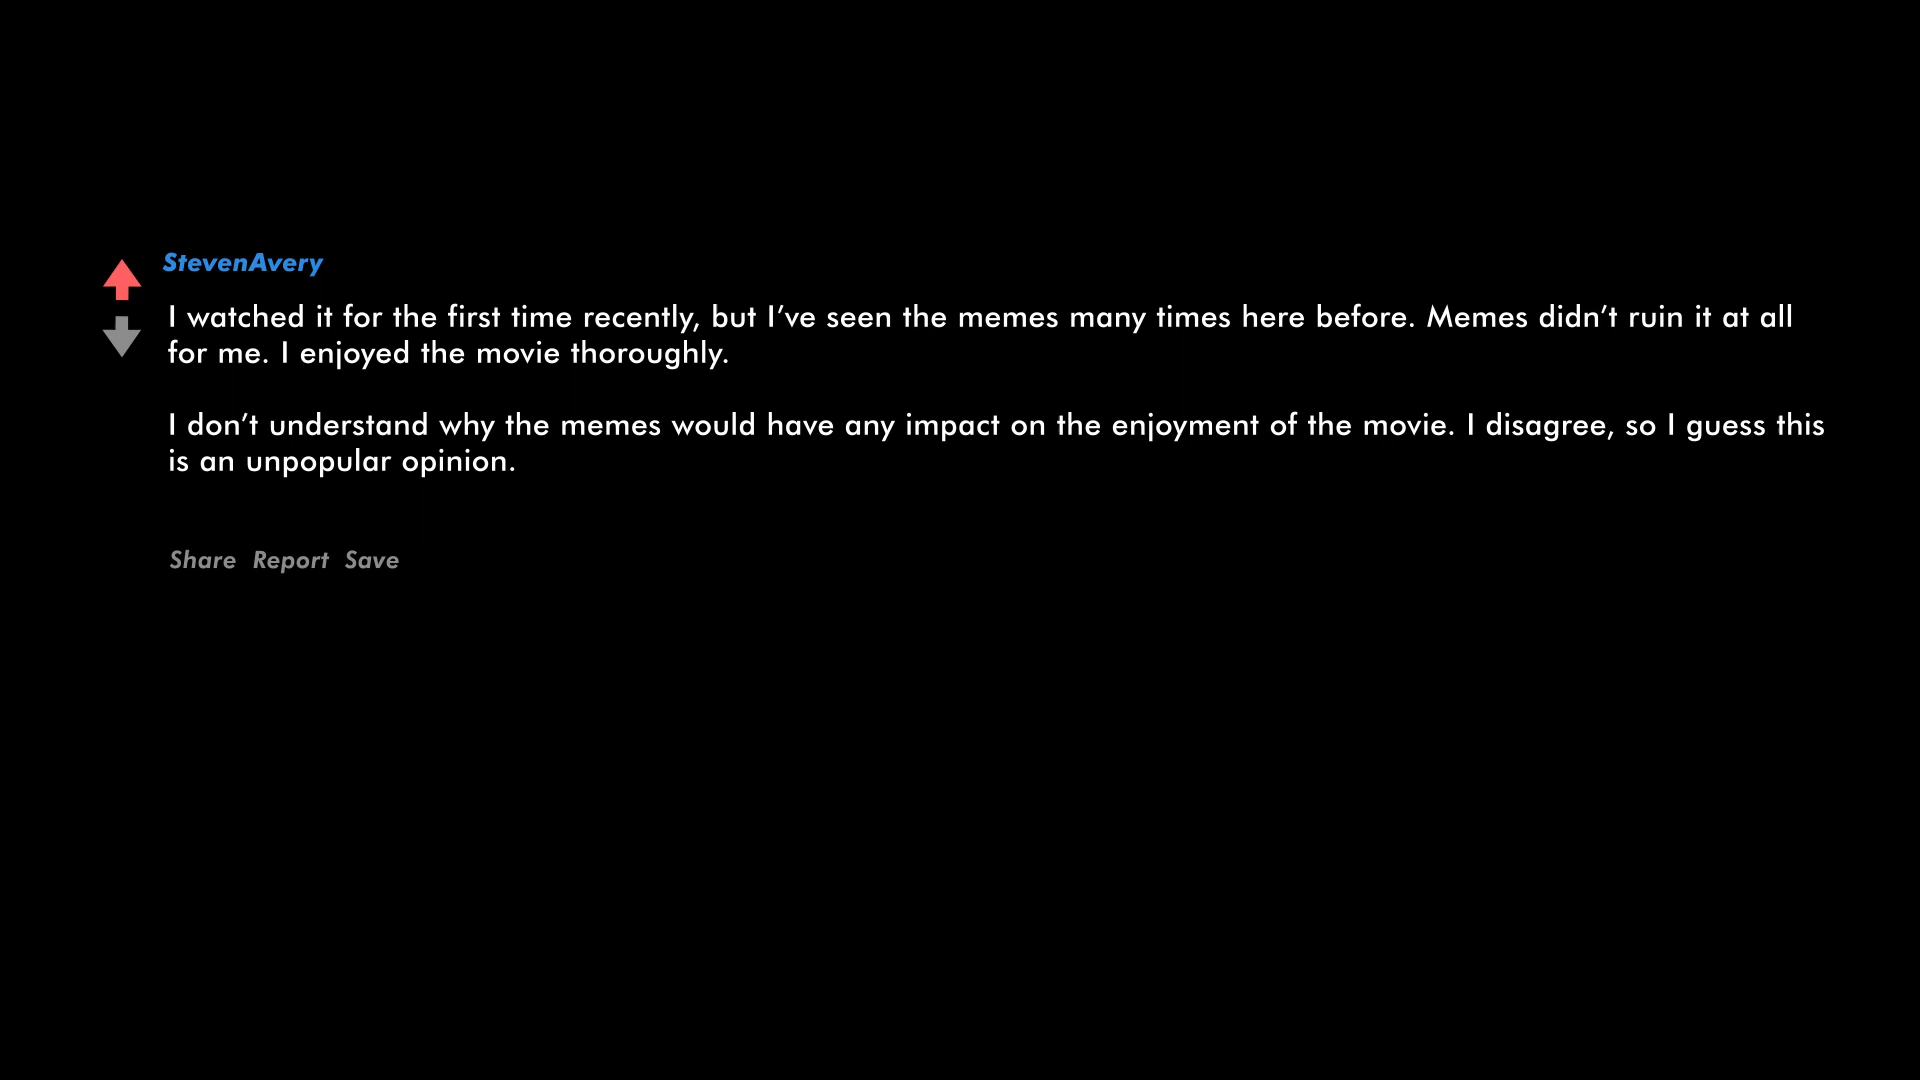 StevenAvery
I watched it for the first time recently, but I’ve seen the memes many times here before. Memes didn’t ruin it at all
for me. I enjoyed the movie thoroughly.
I don’t understand why the memes would have any impact on the enjoyment of the movie. I disagree, so I guess this
is an unpopular opinion.
Share Report Save